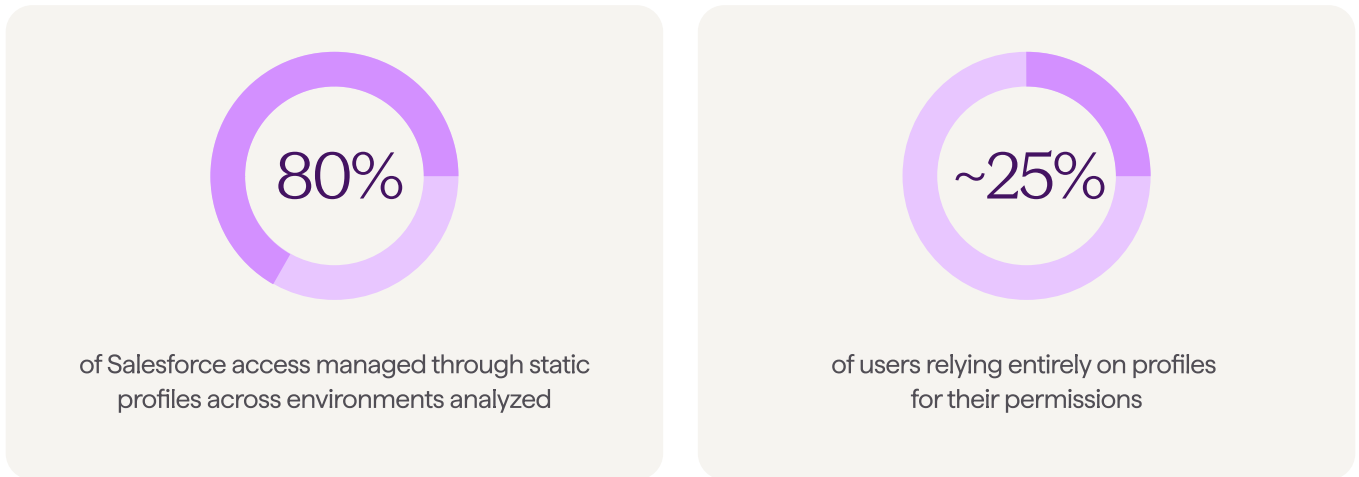 80%
of Salesforce access managed through static
profiles across environments analyzed
~25%
of users relying entirely on profiles
for their permissions